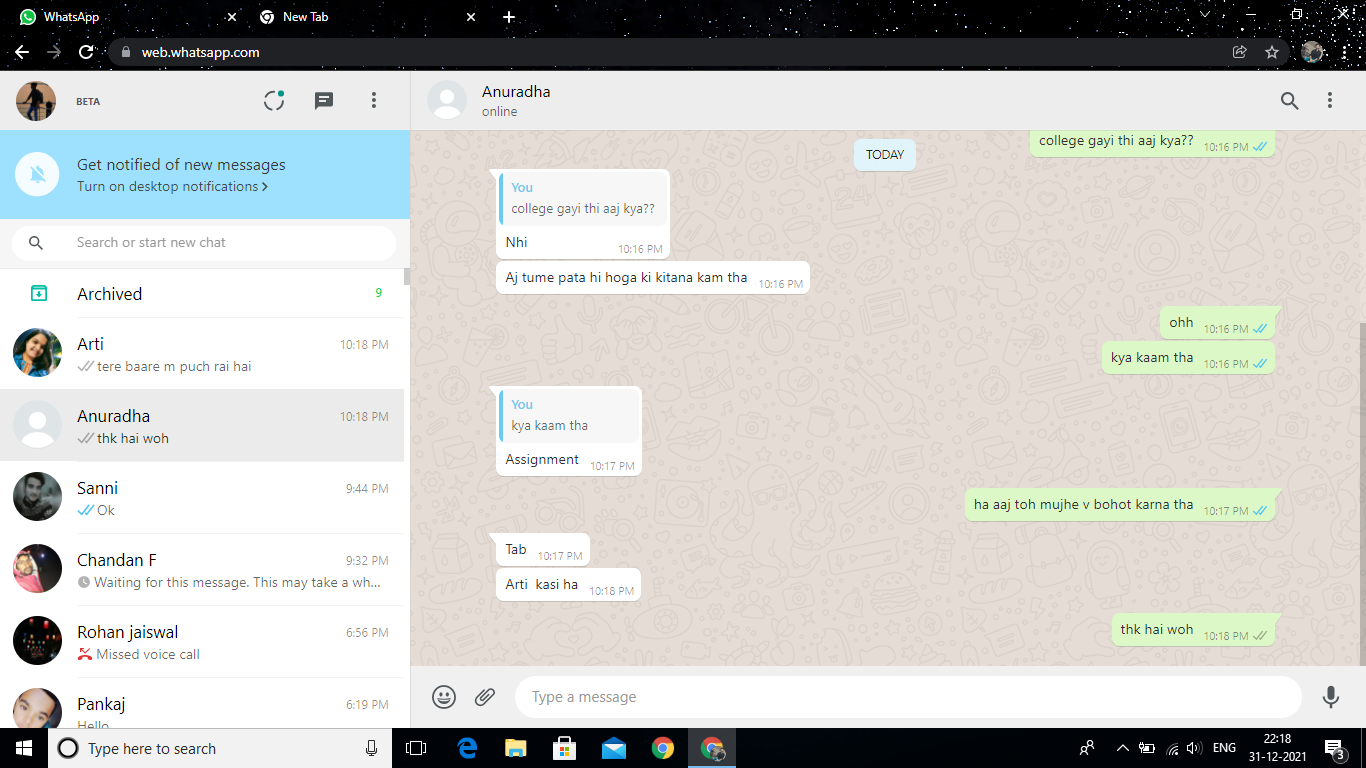 WhatsApp
New Tab
web.whatsapp.com
BETA
Get notified of new messages
Turn on desktop notifications >
Search or start new chat
Archived 9
Arti 10:18 PM
tere baare m puch rai hai
Anuradha 10:18 PM
thk hai woh
Sanni 9:44 PM
Ok
Chandan F 9:32 PM
Waiting for this message. This may take a wh...
Rohan jaiswal 6:56 PM
Missed voice call
Pankaj 6:19 PM
Hello
Anuradha
online
college gayi thi aaj kya?? 10:16 PM
TODAY
You
college gayi thi aaj kya??
Nhi 10:16 PM
Aj tume pata hi hoga ki kitana kam tha 10:16 PM
ohh 10:16 PM
kya kaam tha 10:16 PM
You
kya kaam tha
Assignment 10:17 PM
ha aaj toh mujhe v bohot karna tha 10:17 PM
Tab 10:17 PM
Arti kasi ha 10:18 PM
thk hai woh 10:18 PM
Type a message
Type here to search
ENG
22:18
31-12-2021
3